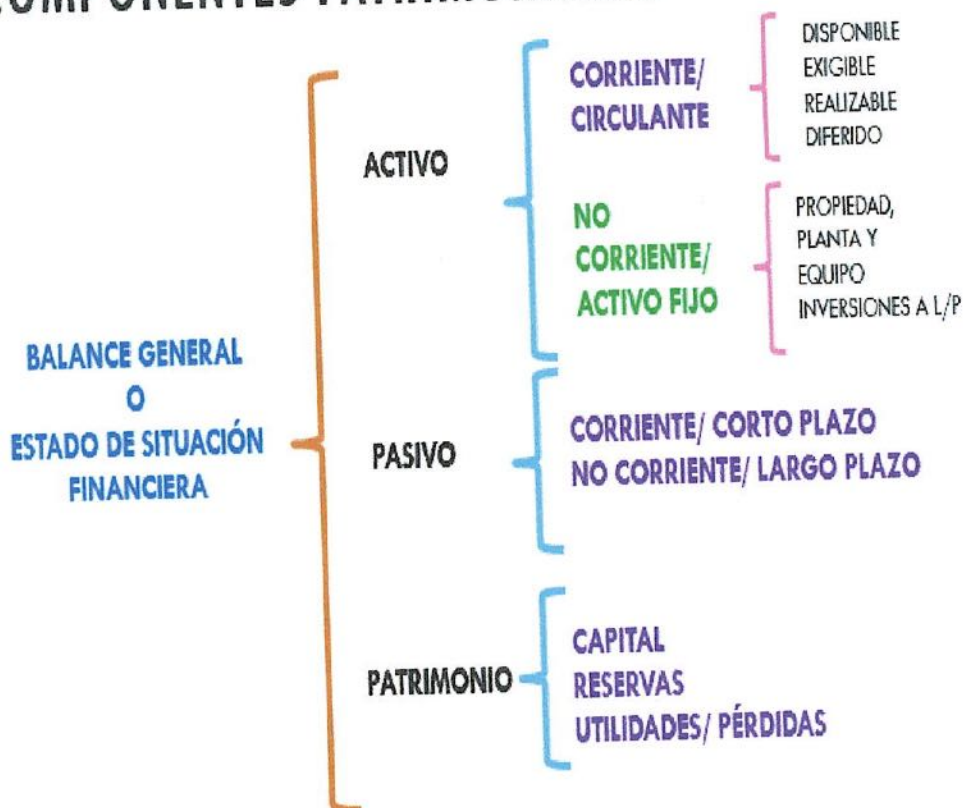 COMPONENTES
BALANCE GENERAL
O
ESTADO DE SITUACIÓN
FINANCIERA
ACTIVO
CORRIENTE/
CIRCULANTE
DISPONIBLE
EXIGIBLE
REALIZABLE
DIFERIDO
NO
CORRIENTE/
ACTIVO FIJO
PROPIEDAD,
PLANTA Y
EQUIPO
INVERSIONES A L/P
PASIVO
CORRIENTE/ CORTO PLAZO
NO CORRIENTE/ LARGO PLAZO
PATRIMONIO
CAPITAL
RESERVAS
UTILIDADES/ PÉRDIDAS